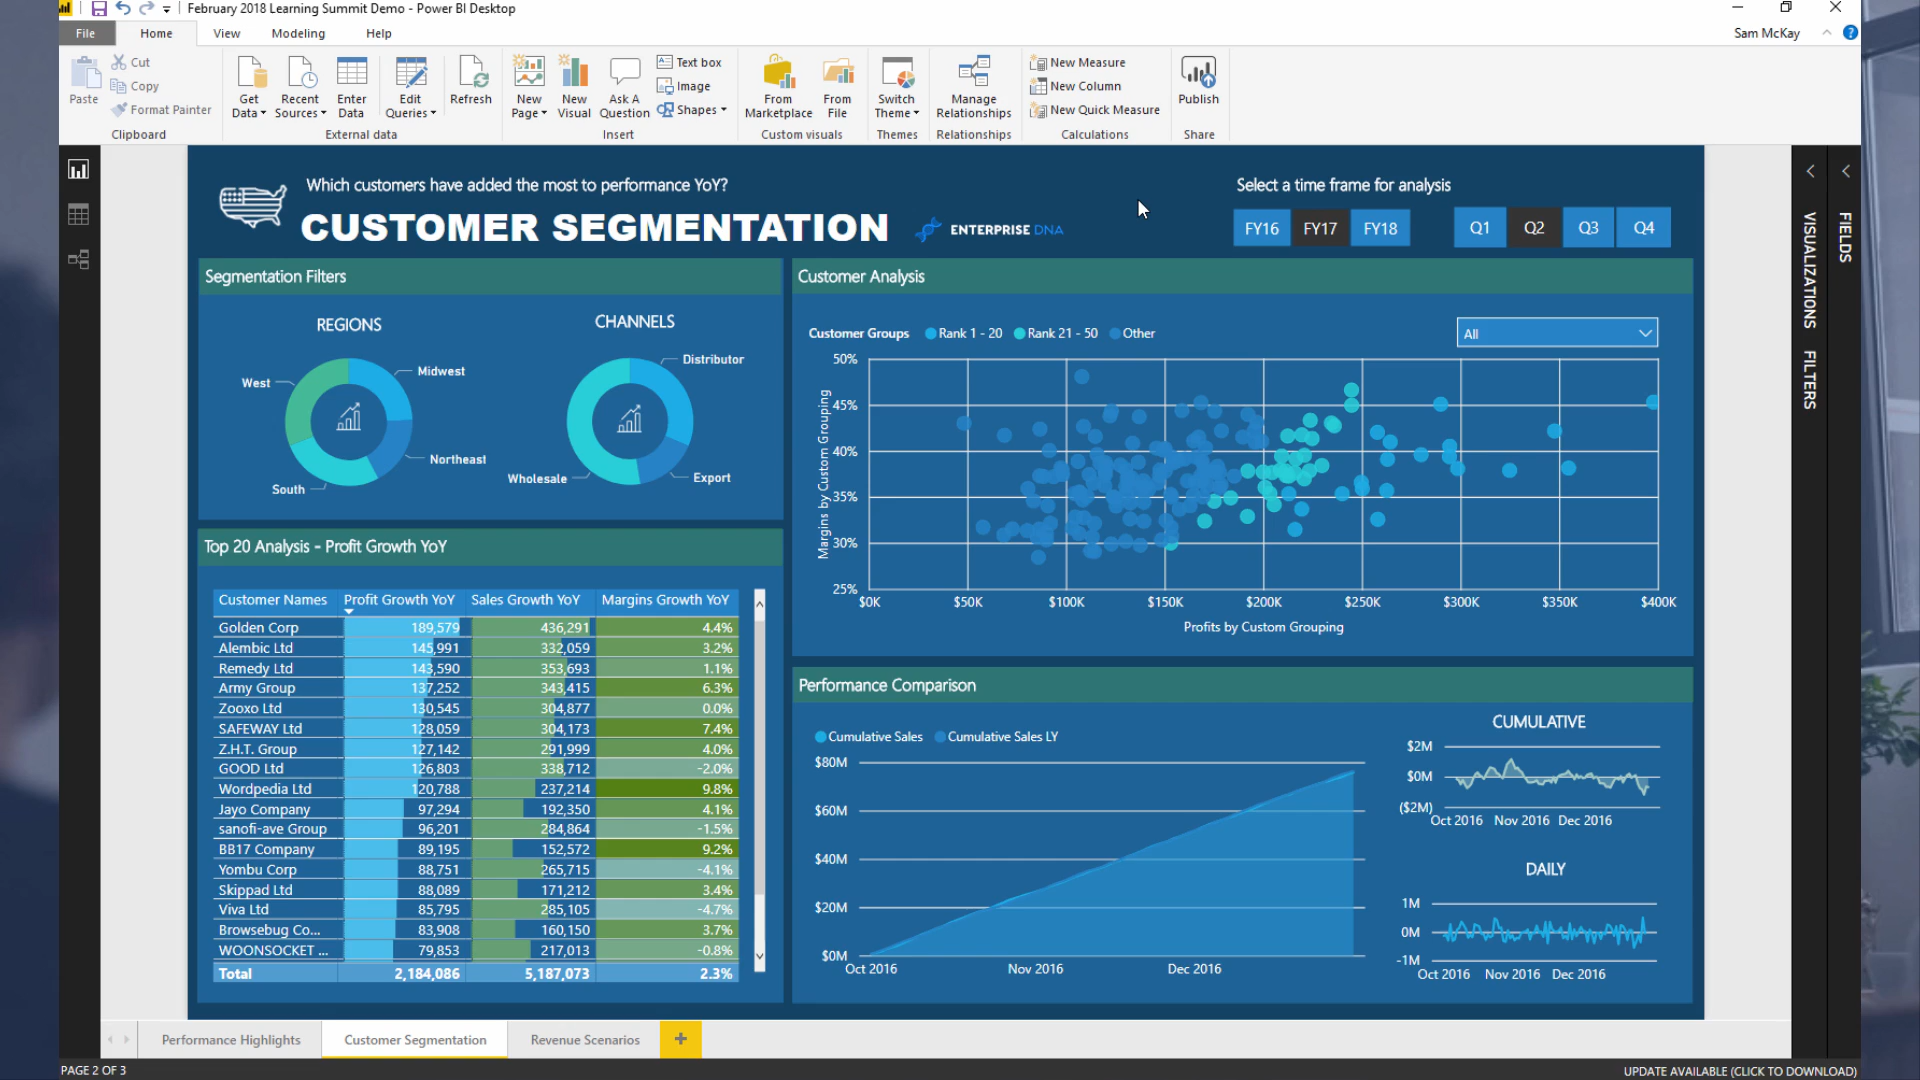 February 2018 Learning Summit Demo - Power BI Desktop
File
Home
View
Modeling
Help
Sam McKay
Paste
Cut
Copy
Format Painter
Clipboard
Get Data
Recent Sources
Enter Data
Edit Queries
Refresh
External data
New Page
New Visual
Ask A Question
Text box
Image
Shapes
Insert
From Marketplace
From File
Custom visuals
Switch Theme
Themes
Manage Relationships
Relationships
New Measure
New Column
New Quick Measure
Calculations
Publish
Share
Which customers have added the most to performance YoY?
CUSTOMER SEGMENTATION
ENTERPRISE DNA
Select a time frame for analysis
FY16 FY17 FY18 Q1 Q2 Q3 Q4
VISUALIZATIONS
FILTERS
FIELDS
Segmentation Filters
REGIONS
West
Midwest
Northeast
South
CHANNELS
Distributor
Wholesale
Export
Customer Analysis
Customer Groups Rank 1 - 20 Rank 21 - 50 Other
All
Margins by Custom Grouping
50%
45%
40%
35%
30%
25%
$0K $50K $100K $150K $200K $250K $300K $350K $400K
Profits by Custom Grouping
Top 20 Analysis - Profit Growth YoY
Customer Names Profit Growth YoY Sales Growth YoY Margins Growth YoY
Golden Corp 189,579 436,291 4.4%
Alembic Ltd 145,991 332,059 3.2%
Remedy Ltd 143,590 353,693 1.1%
Army Group 137,252 343,415 6.3%
Zooxo Ltd 130,545 304,877 0.0%
SAFEWAY Ltd 128,059 304,173 7.4%
Z.H.T. Group 127,142 291,999 4.0%
GOOD Ltd 126,803 338,712 -2.0%
Wordpedia Ltd 120,788 237,214 9.8%
Jayo Company 97,294 192,350 4.1%
sanofi-ave Group 96,201 284,864 -1.5%
BB17 Company 89,195 152,572 9.2%
Yombu Corp 88,751 265,715 -4.1%
Skippad Ltd 88,089 171,212 3.4%
Viva Ltd 85,795 285,105 -4.7%
Browsebug Co... 83,908 160,150 3.7%
WOONSOCKET ... 79,853 217,013 -0.8%
Total 2,184,086 5,187,073 2.3%
Performance Comparison
Cumulative Sales Cumulative Sales LY
$80M
$60M
$40M
$20M
$0M
Oct 2016 Nov 2016 Dec 2016
CUMULATIVE
$2M
$0M
($2M)
Oct 2016 Nov 2016 Dec 2016
DAILY
1M
0M
-1M
Oct 2016 Nov 2016 Dec 2016
Performance Highlights
Customer Segmentation
Revenue Scenarios
PAGE 2 OF 3
UPDATE AVAILABLE (CLICK TO DOWNLOAD)